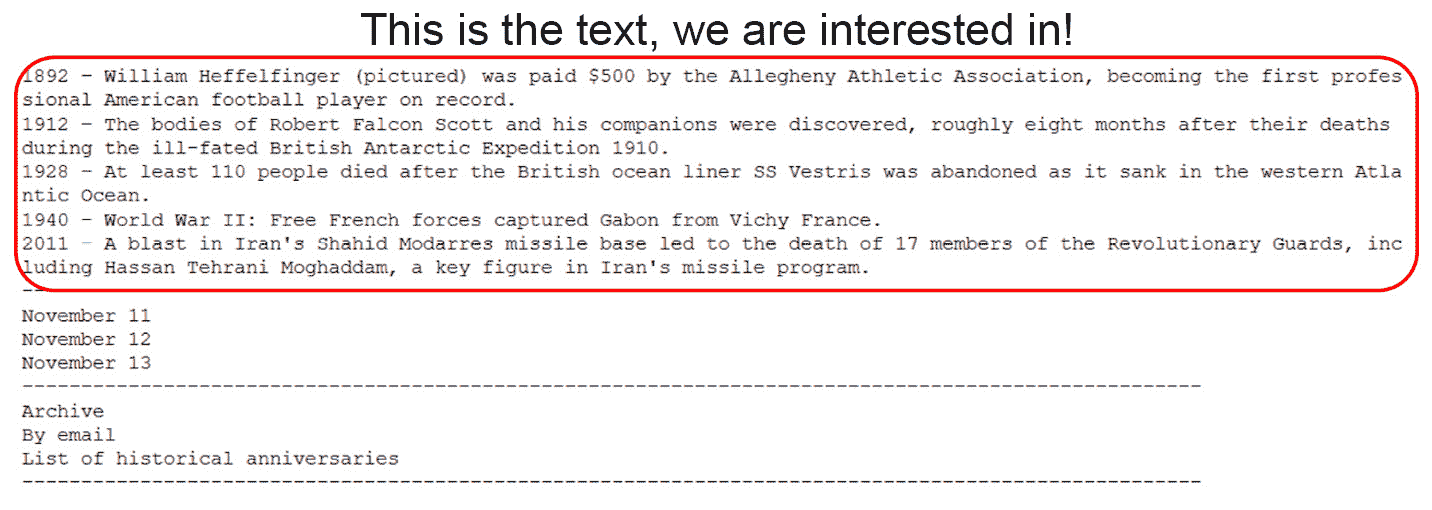 This is the text, we are interested in!
1892 – William Heffelfinger (pictured) was paid $500 by the Allegheny Athletic Association, becoming the first profes
sional American football player on record.
1912 – The bodies of Robert Falcon Scott and his companions were discovered, roughly eight months after their deaths
during the ill-fated British Antarctic Expedition 1910.
1928 – At least 110 people died after the British ocean liner SS Vestris was abandoned as it sank in the western Atla
ntic Ocean.
1940 – World War II: Free French forces captured Gabon from Vichy France.
2011 – A blast in Iran's Shahid Modarres missile base led to the death of 17 members of the Revolutionary Guards, inc
luding Hassan Tehrani Moghaddam, a key figure in Iran's missile program.
November 11
November 12
November 13
----------------------------------------------------------------------------------------------------
Archive
By email
List of historical anniversaries
----------------------------------------------------------------------------------------------------